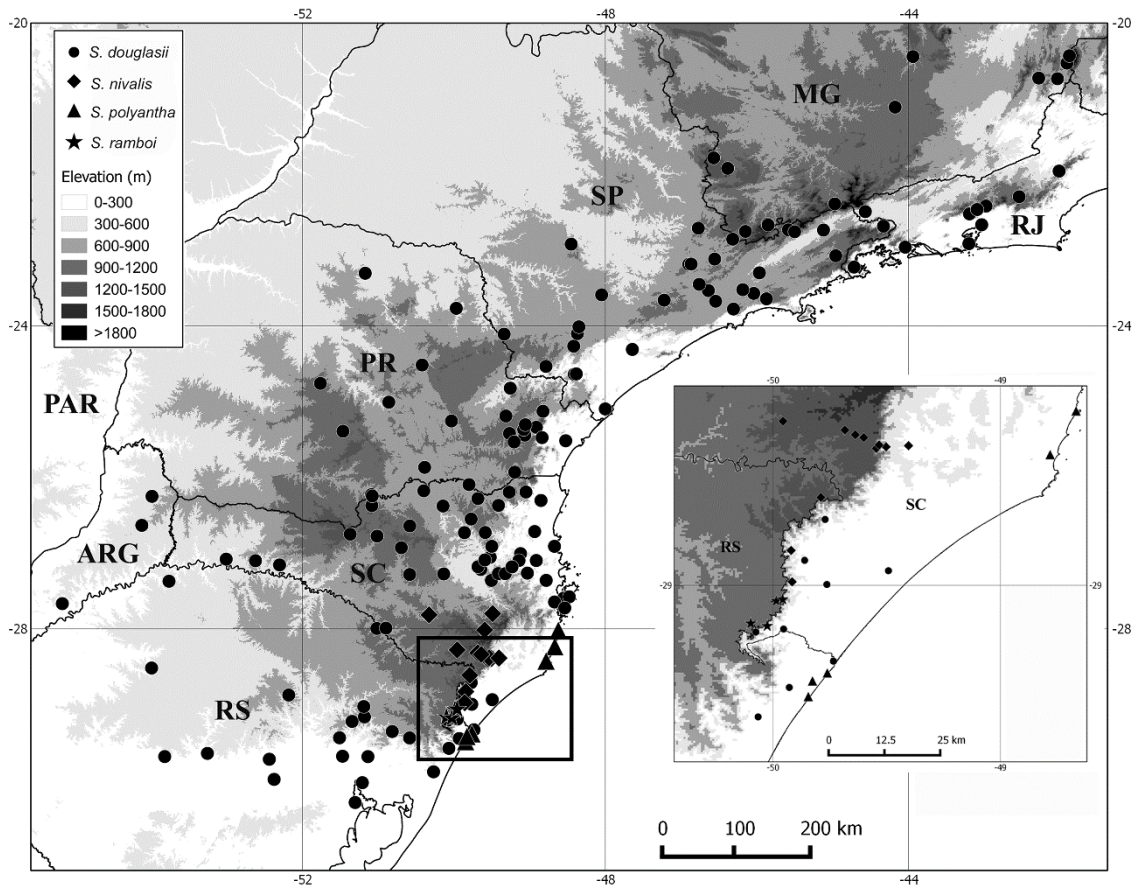 -52
-48
-44
-20
-20
S. douglasii
S. nivalis
S. polyantha
S. ramboi
Elevation (m)
0-300
300-600
600-900
900-1200
1200-1500
1500-1800
>1800
MG
SP
RJ
-24
-24
PR
PAR
ARG
SC
-28
-28
RS
-50
-49
SC
RS
-29
-29
0
12.5
25 km
-50
-49
0
100
200 km
-52
-48
-44